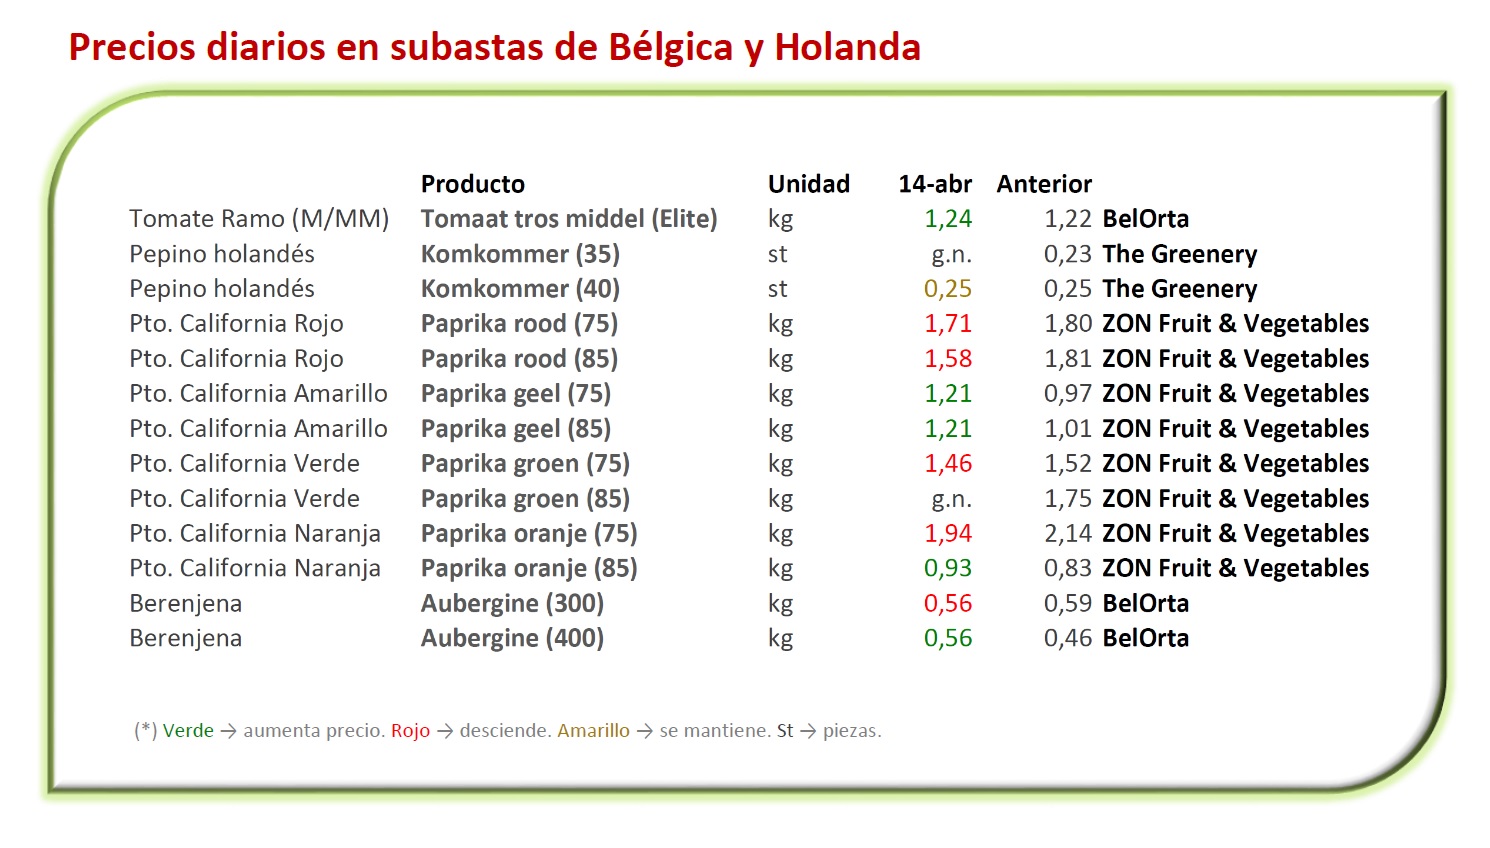 Precios diarios en subastas de Bélgica y Holanda
Producto Unidad 14-abr Anterior
Tomate Ramo (M/MM) Tomaat tros middel (Elite) kg 1,24 1,22 BelOrta
Pepino holandés Komkommer (35) st g.n. 0,23 The Greenery
Pepino holandés Komkommer (40) st 0,25 0,25 The Greenery
Pto. California Rojo Paprika rood (75) kg 1,71 1,80 ZON Fruit & Vegetables
Pto. California Rojo Paprika rood (85) kg 1,58 1,81 ZON Fruit & Vegetables
Pto. California Amarillo Paprika geel (75) kg 1,21 0,97 ZON Fruit & Vegetables
Pto. California Amarillo Paprika geel (85) kg 1,21 1,01 ZON Fruit & Vegetables
Pto. California Verde Paprika groen (75) kg 1,46 1,52 ZON Fruit & Vegetables
Pto. California Verde Paprika groen (85) kg g.n. 1,75 ZON Fruit & Vegetables
Pto. California Naranja Paprika oranje (75) kg 1,94 2,14 ZON Fruit & Vegetables
Pto. California Naranja Paprika oranje (85) kg 0,93 0,83 ZON Fruit & Vegetables
Berenjena Aubergine (300) kg 0,56 0,59 BelOrta
Berenjena Aubergine (400) kg 0,56 0,46 BelOrta
(*) Verde → aumenta precio. Rojo → desciende. Amarillo → se mantiene. St → piezas.